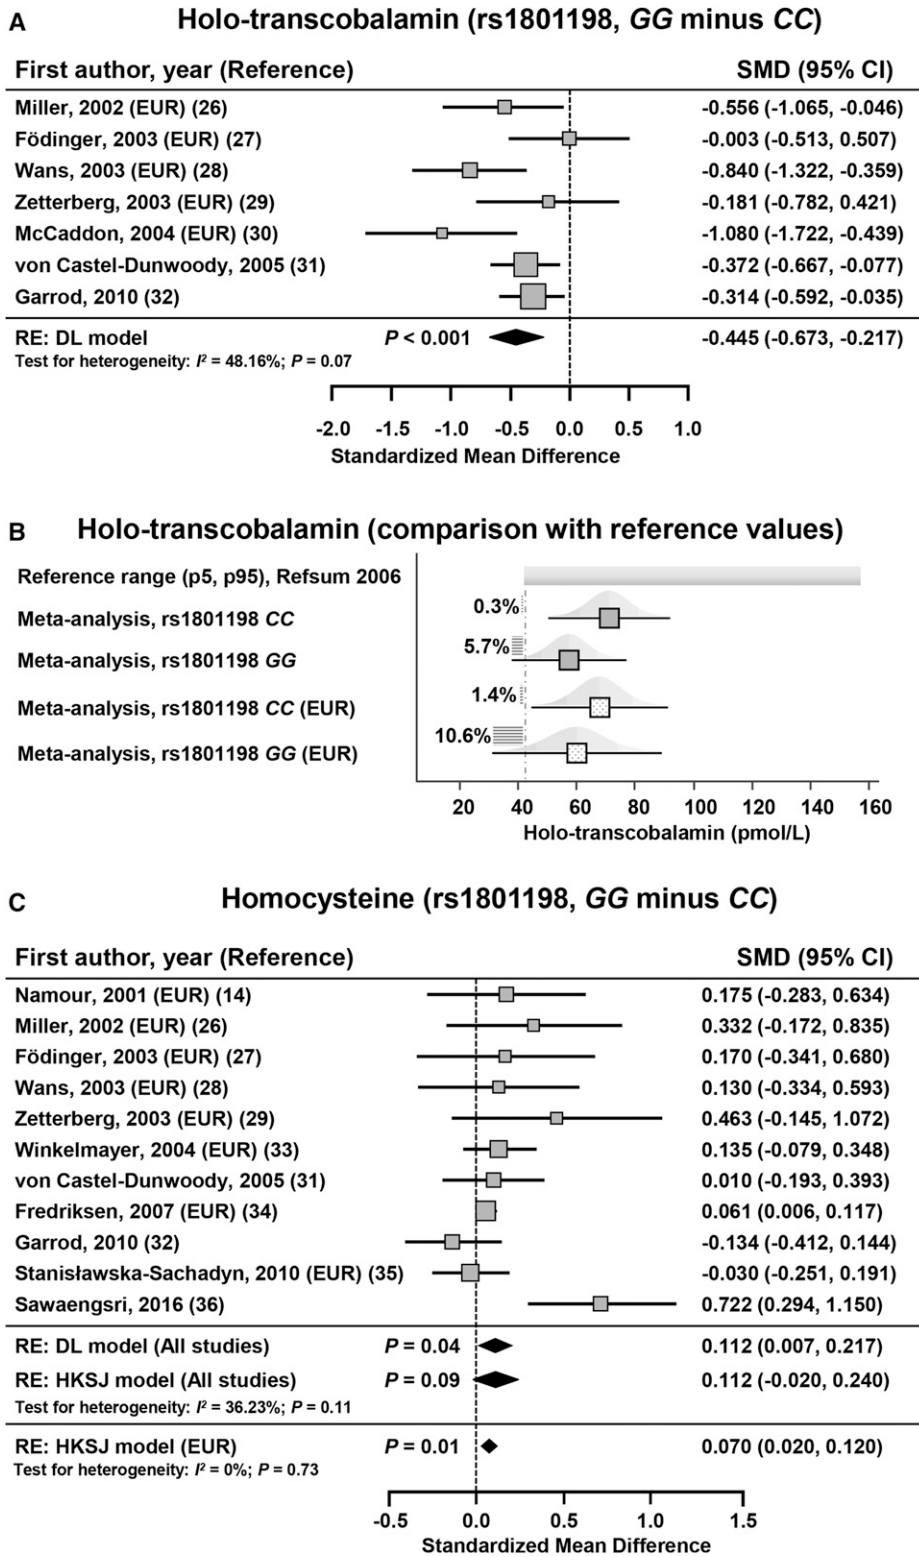 A Holo-transcobalamin (rs1801198, GG minus CC)
First author, year (Reference) SMD (95% CI)
Miller, 2002 (EUR) (26) -0.556 (-1.065, -0.046)
Födinger, 2003 (EUR) (27) -0.003 (-0.513, 0.507)
Wans, 2003 (EUR) (28) -0.840 (-1.322, -0.359)
Zetterberg, 2003 (EUR) (29) -0.181 (-0.782, 0.421)
McCaddon, 2004 (EUR) (30) -1.080 (-1.722, -0.439)
von Castel-Dunwoody, 2005 (31) -0.372 (-0.667, -0.077)
Garrod, 2010 (32) -0.314 (-0.592, -0.035)
RE: DL model P < 0.001 -0.445 (-0.673, -0.217)
Test for heterogeneity: I² = 48.16%; P = 0.07
-2.0 -1.5 -1.0 -0.5 0.0 0.5 1.0
Standardized Mean Difference
B Holo-transcobalamin (comparison with reference values)
Reference range (p5, p95), Refsum 2006
Meta-analysis, rs1801198 CC 0.3%
Meta-analysis, rs1801198 GG 5.7%
Meta-analysis, rs1801198 CC (EUR) 1.4%
Meta-analysis, rs1801198 GG (EUR) 10.6%
20 40 60 80 100 120 140 160
Holo-transcobalamin (pmol/L)
C Homocysteine (rs1801198, GG minus CC)
First author, year (Reference) SMD (95% CI)
Namour, 2001 (EUR) (14) 0.175 (-0.283, 0.634)
Miller, 2002 (EUR) (26) 0.332 (-0.172, 0.835)
Födinger, 2003 (EUR) (27) 0.170 (-0.341, 0.680)
Wans, 2003 (EUR) (28) 0.130 (-0.334, 0.593)
Zetterberg, 2003 (EUR) (29) 0.463 (-0.145, 1.072)
Winkelmayer, 2004 (EUR) (33) 0.135 (-0.079, 0.348)
von Castel-Dunwoody, 2005 (31) 0.010 (-0.193, 0.393)
Fredriksen, 2007 (EUR) (34) 0.061 (0.006, 0.117)
Garrod, 2010 (32) -0.134 (-0.412, 0.144)
Stanisławska-Sachadyn, 2010 (EUR) (35) -0.030 (-0.251, 0.191)
Sawaengsri, 2016 (36) 0.722 (0.294, 1.150)
RE: DL model (All studies) P = 0.04 0.112 (0.007, 0.217)
RE: HKSJ model (All studies) P = 0.09 0.112 (-0.020, 0.240)
Test for heterogeneity: I² = 36.23%; P = 0.11
RE: HKSJ model (EUR) P = 0.01 0.070 (0.020, 0.120)
Test for heterogeneity: I² = 0%; P = 0.73
-0.5 0.0 0.5 1.0 1.5
Standardized Mean Difference